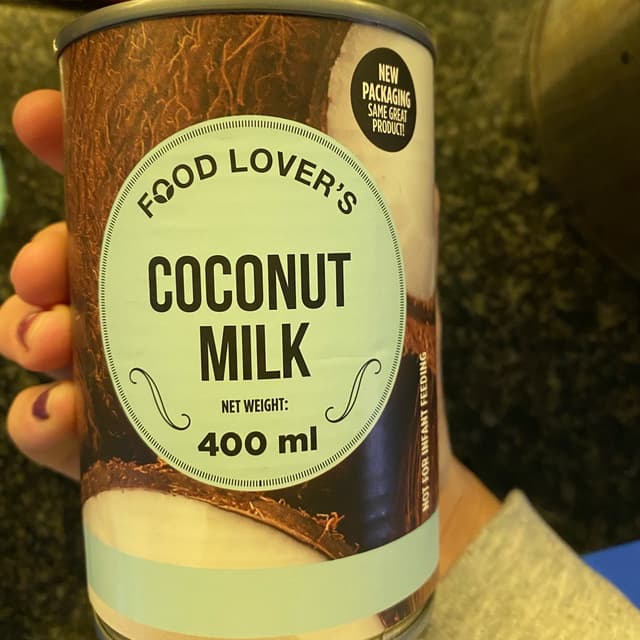 NEW
PACKAGING
SAME GREAT
PRODUCT!
FOOD LOVER'S
COCONUT
MILK
NET WEIGHT:
400 ml
NOT FOR INFANT FEEDING